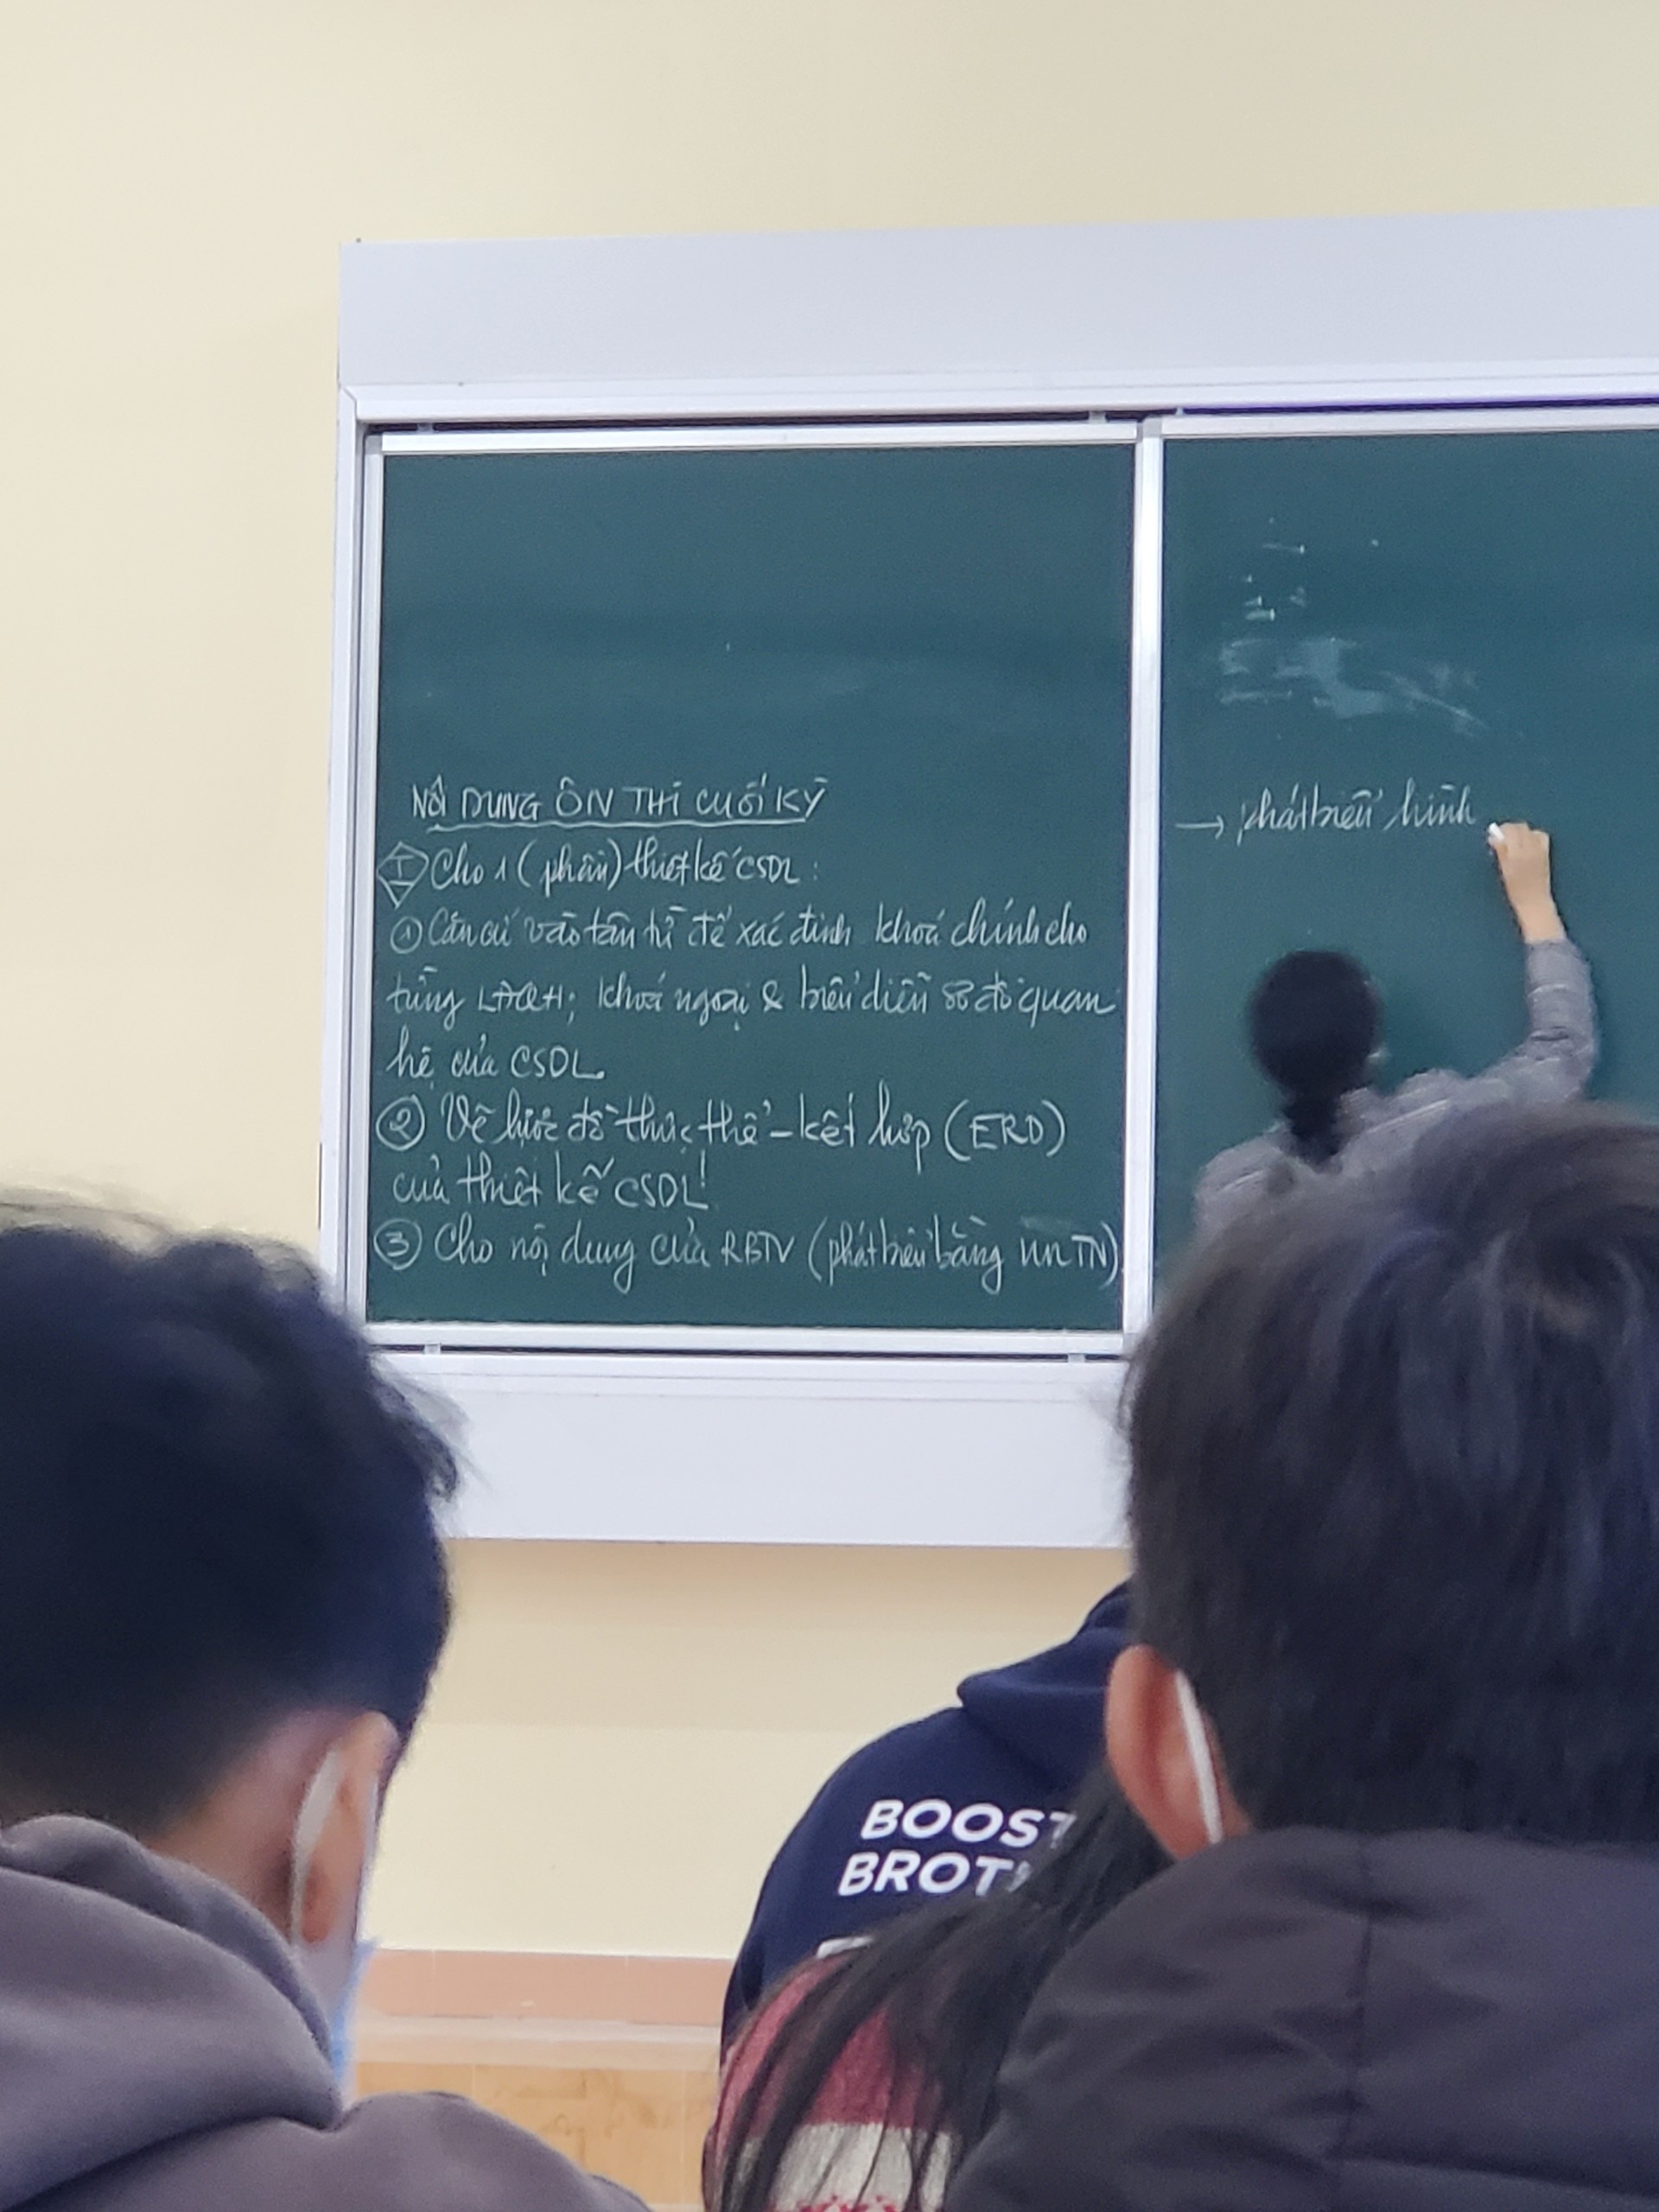 NỘI DUNG ÔN THI CUỐI KỲ
I Cho 1 (phần) thiết kế CSDL:
① Căn cứ vào tân từ để xác định khoá chính cho
từng LĐQH; khoá ngoại & biểu diễn sơ đồ quan
hệ của CSDL.
② Vẽ lược đồ thực thể - kết hợp (ERD)
của thiết kế CSDL!
③ Cho nội dung của RBTV (phát biểu bằng nnTN).
→ phát biểu hình
BOOST
BROT